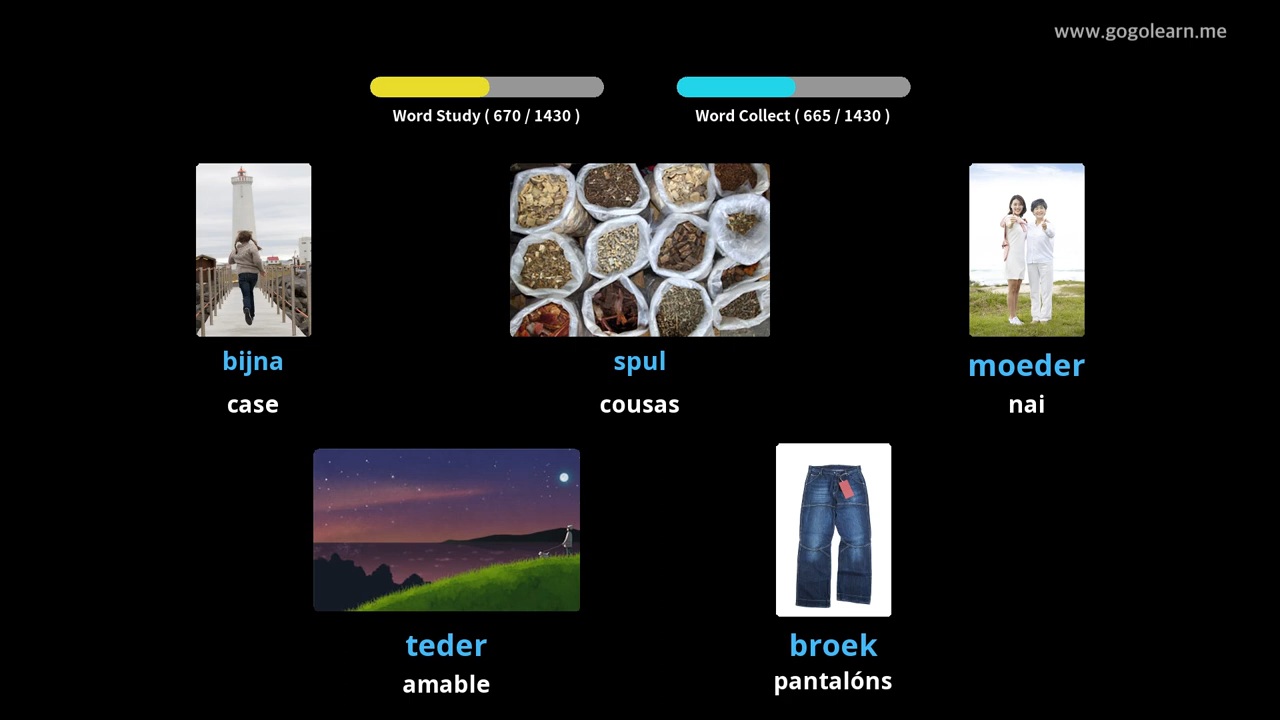 www.gogolearn.me
Word Study ( 670 / 1430 )
Word Collect ( 665 / 1430 )
bijna
case
spul
cousas
moeder
nai
teder
amable
broek
pantalóns